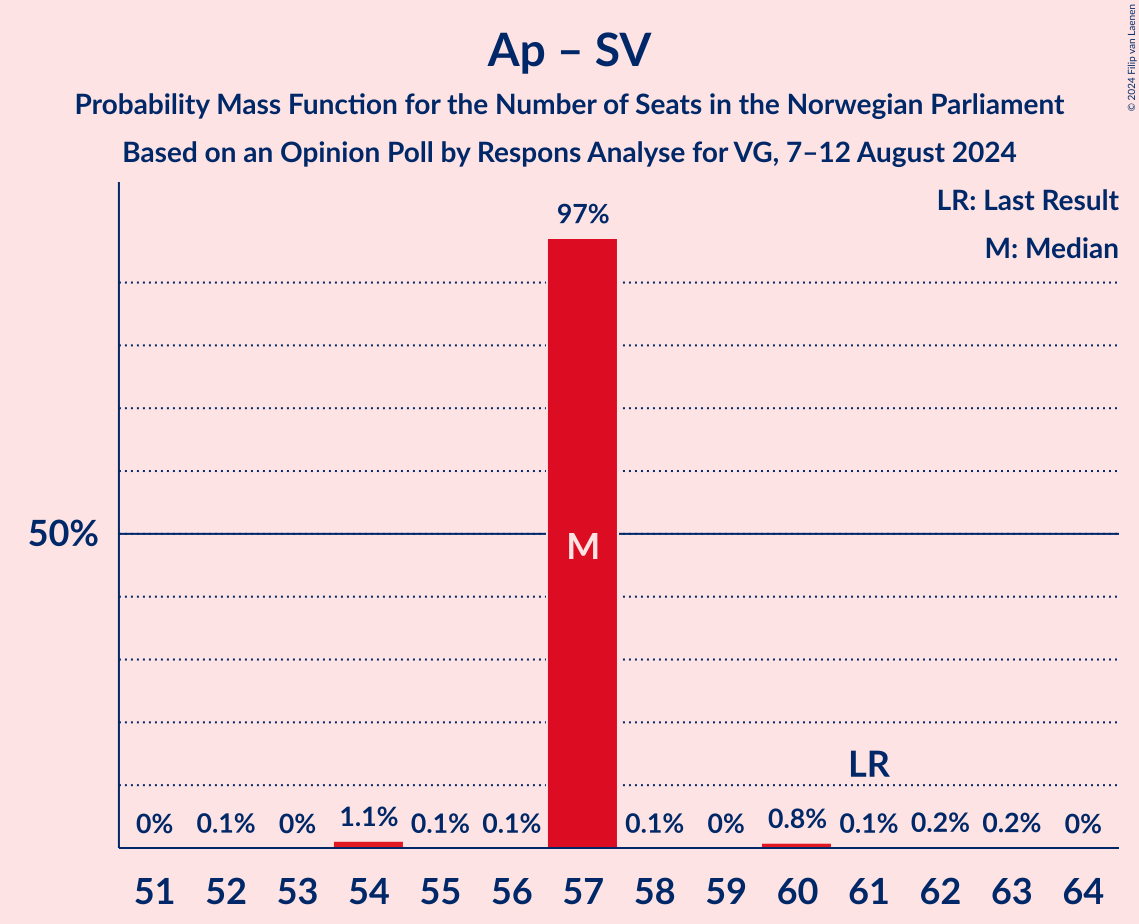 Ap – SV
Probability Mass Function for the Number of Seats in the Norwegian Parliament
Based on an Opinion Poll by Respons Analyse for VG, 7–12 August 2024
© 2024 Filip van Laenen
LR: Last Result
M: Median
97%
50%
M
LR
0% 0.1% 0% 1.1% 0.1% 0.1% 0.1% 0% 0.8% 0.1% 0.2% 0.2% 0%
51 52 53 54 55 56 57 58 59 60 61 62 63 64